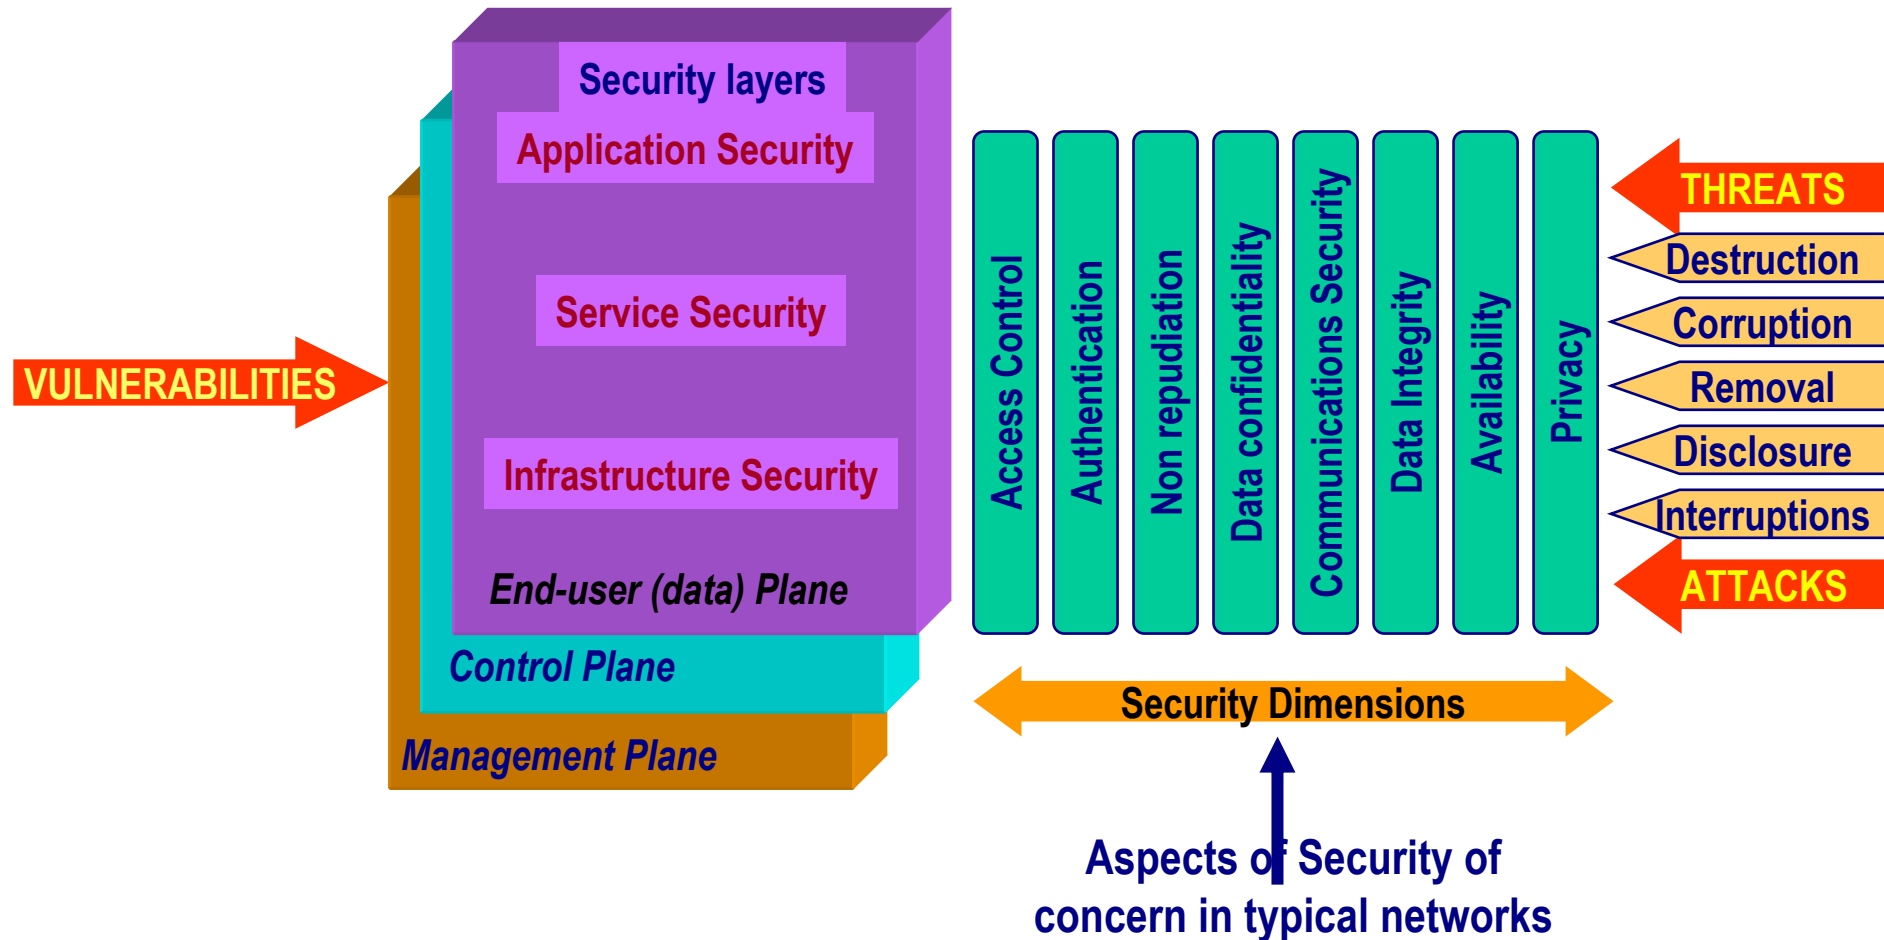 Security layers
Application Security
Service Security
Infrastructure Security
End-user (data) Plane
Control Plane
Management Plane
VULNERABILITIES
Access Control
Authentication
Non repudiation
Data confidentiality
Communications Security
Data Integrity
Availability
Privacy
THREATS
Destruction
Corruption
Removal
Disclosure
Interruptions
ATTACKS
Security Dimensions
Aspects of Security of
concern in typical networks